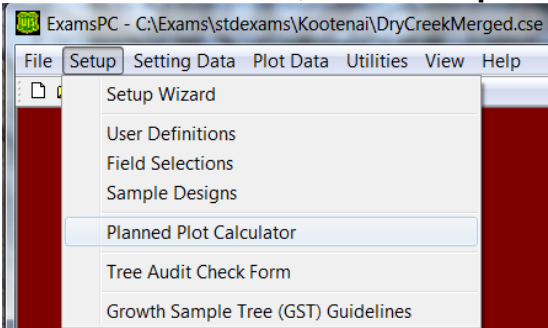 ExamsPC - C:\Exams\stdexams\Kootenai\DryCreekMerged.cse
File Setup Setting Data Plot Data Utilities View Help
Setup Wizard
User Definitions
Field Selections
Sample Designs
Planned Plot Calculator
Tree Audit Check Form
Growth Sample Tree (GST) Guidelines